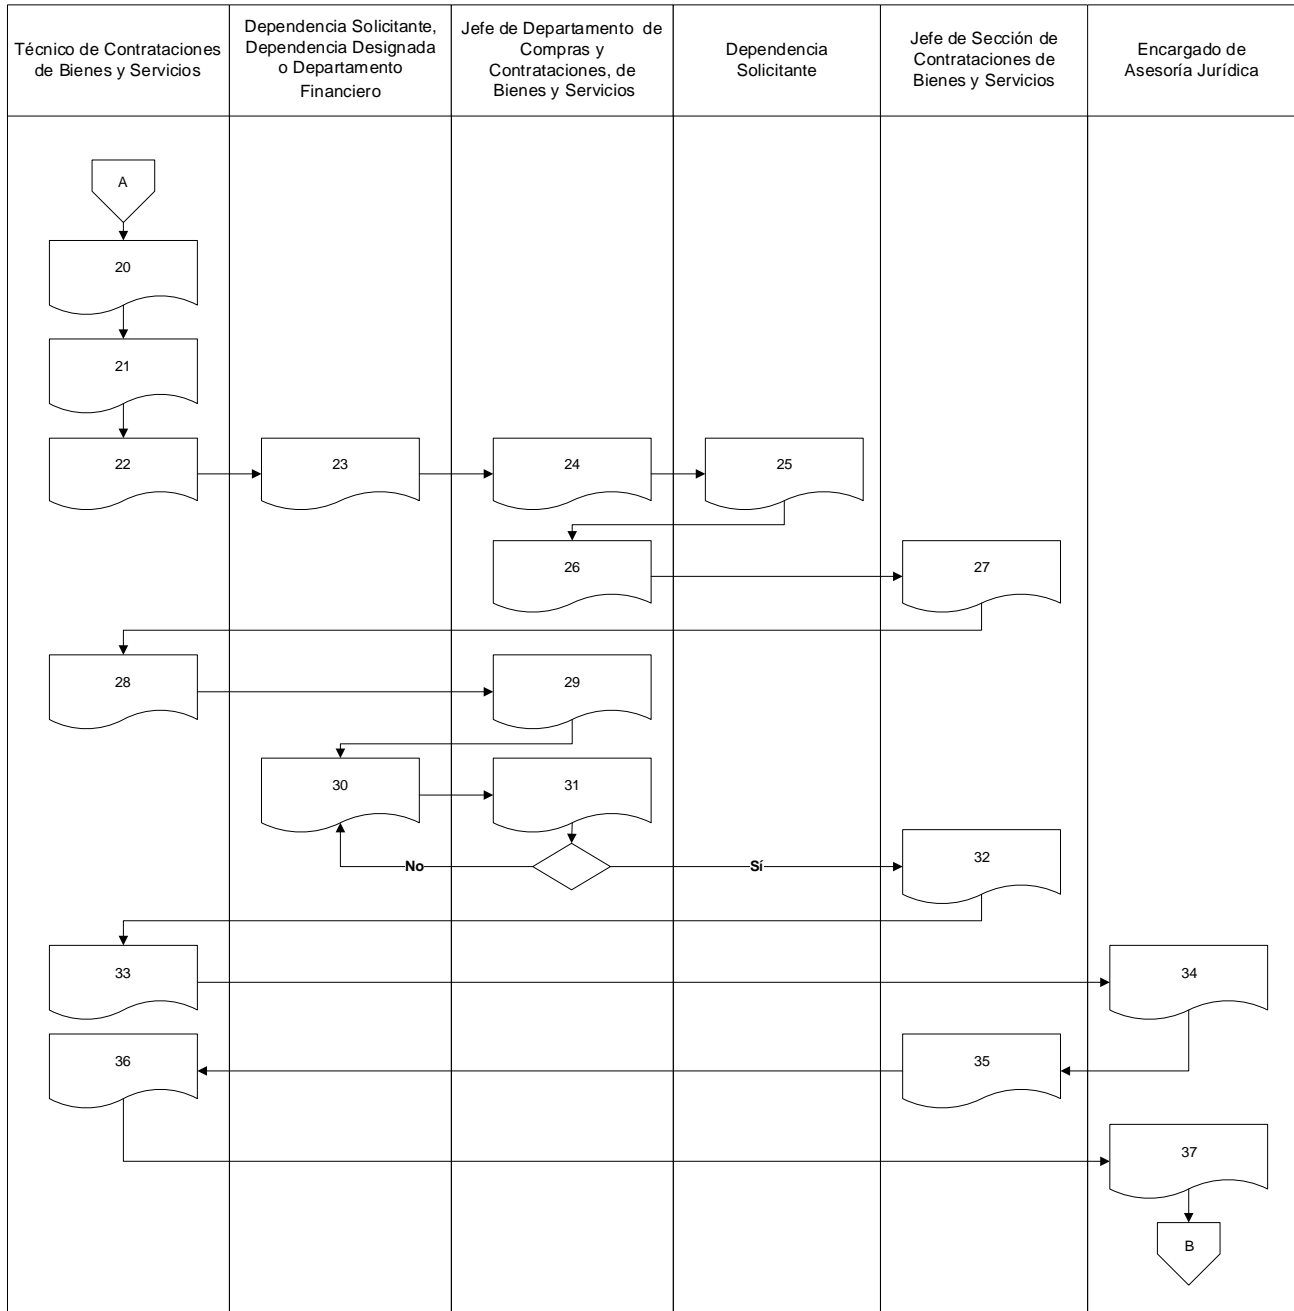 Técnico de Contrataciones
de Bienes y Servicios
Dependencia Solicitante,
Dependencia Designada
o Departamento
Financiero
Jefe de Departamento de
Compras y
Contrataciones, de
Bienes y Servicios
Dependencia
Solicitante
Jefe de Sección de
Contrataciones de
Bienes y Servicios
Encargado de
Asesoría Jurídica
A
20
21
22
23
24
25
26
27
28
29
30
31
32
No
Sí
33
34
36
35
37
B